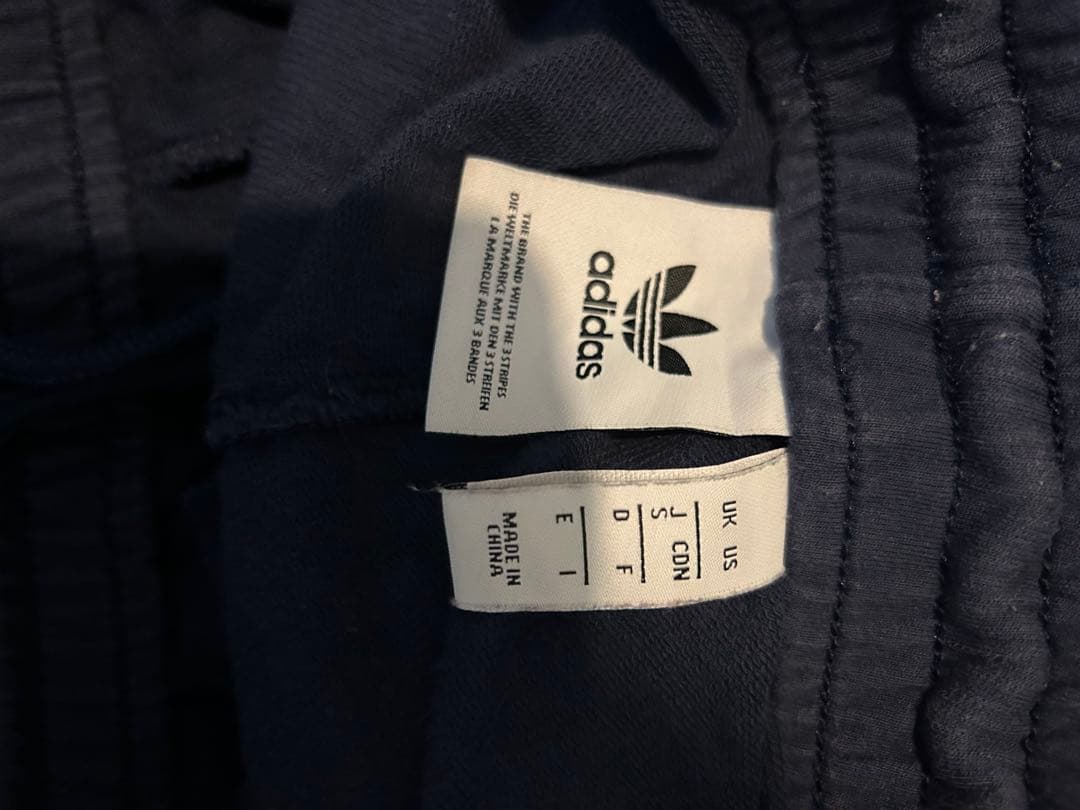 adidas
THE BRAND WITH THE 3 STRIPES
DIE WELTMARKE MIT DEN 3 STREIFEN
LA MARQUE AUX 3 BANDES
UK US
J CDN
S
D F
E I
MADE IN
CHINA